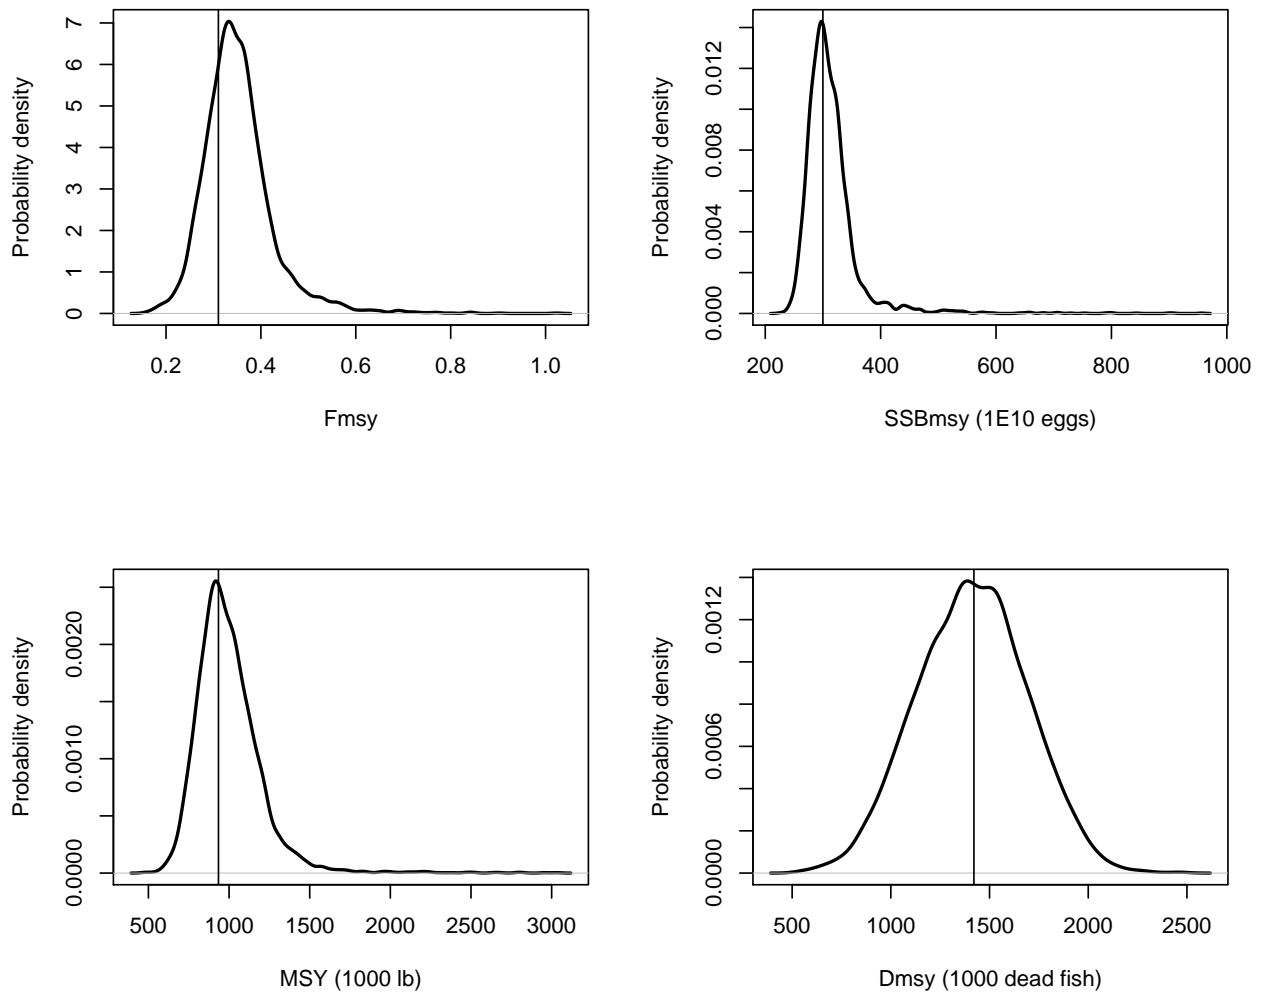 Probability density
7
6
5
4
3
2
1
0
0.2 0.4 0.6 0.8 1.0
Fmsy
Probability density
0.012
0.008
0.004
0.000
200 400 600 800 1000
SSBmsy (1E10 eggs)
Probability density
0.0020
0.0010
0.0000
500 1000 1500 2000 2500 3000
MSY (1000 lb)
Probability density
0.0012
0.0006
0.0000
500 1000 1500 2000 2500
Dmsy (1000 dead fish)